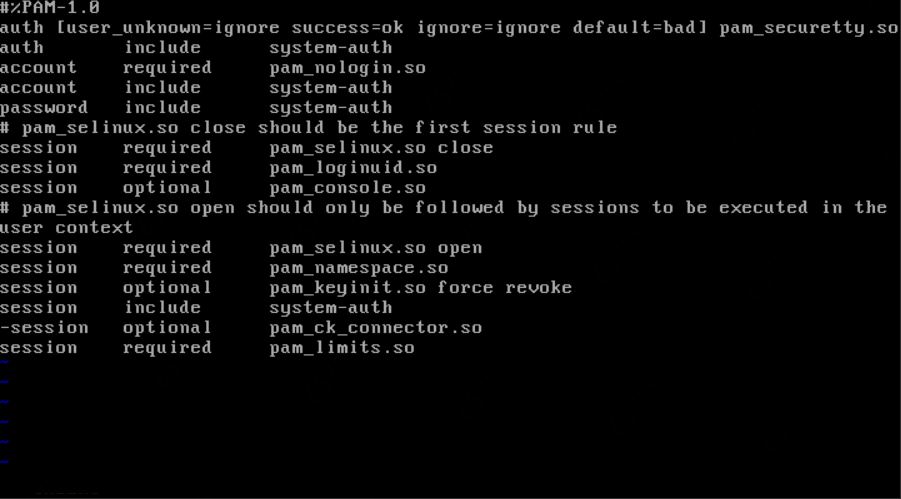 #%PAM-1.0
auth [user_unknown=ignore success=ok ignore=ignore default=bad] pam_securetty.so
auth       include      system-auth
account    required     pam_nologin.so
account    include      system-auth
password   include      system-auth
# pam_selinux.so close should be the first session rule
session    required     pam_selinux.so close
session    required     pam_loginuid.so
session    optional     pam_console.so
# pam_selinux.so open should only be followed by sessions to be executed in the
user context
session    required     pam_selinux.so open
session    required     pam_namespace.so
session    optional     pam_keyinit.so force revoke
session    include      system-auth
-session   optional     pam_ck_connector.so
session    required     pam_limits.so
~
~
~
~
~
~